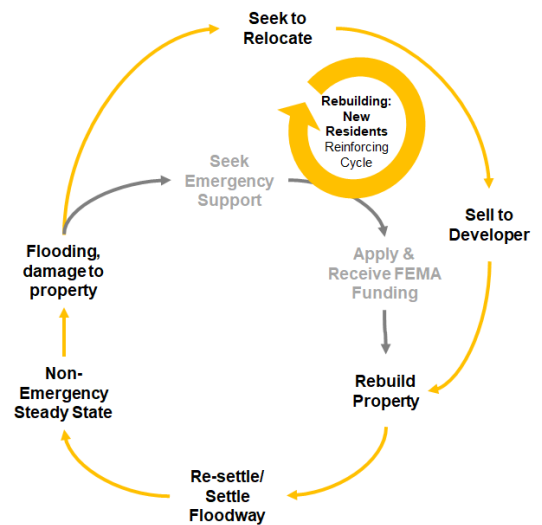 Seek to
Relocate
Rebuilding:
New
Residents
Reinforcing
Cycle
Seek
Emergency
Support
Sell to
Developer
Flooding,
damage to
property
Apply &
Receive FEMA
Funding
Non-
Emergency
Steady State
Rebuild
Property
Re-settle/
Settle
Floodway